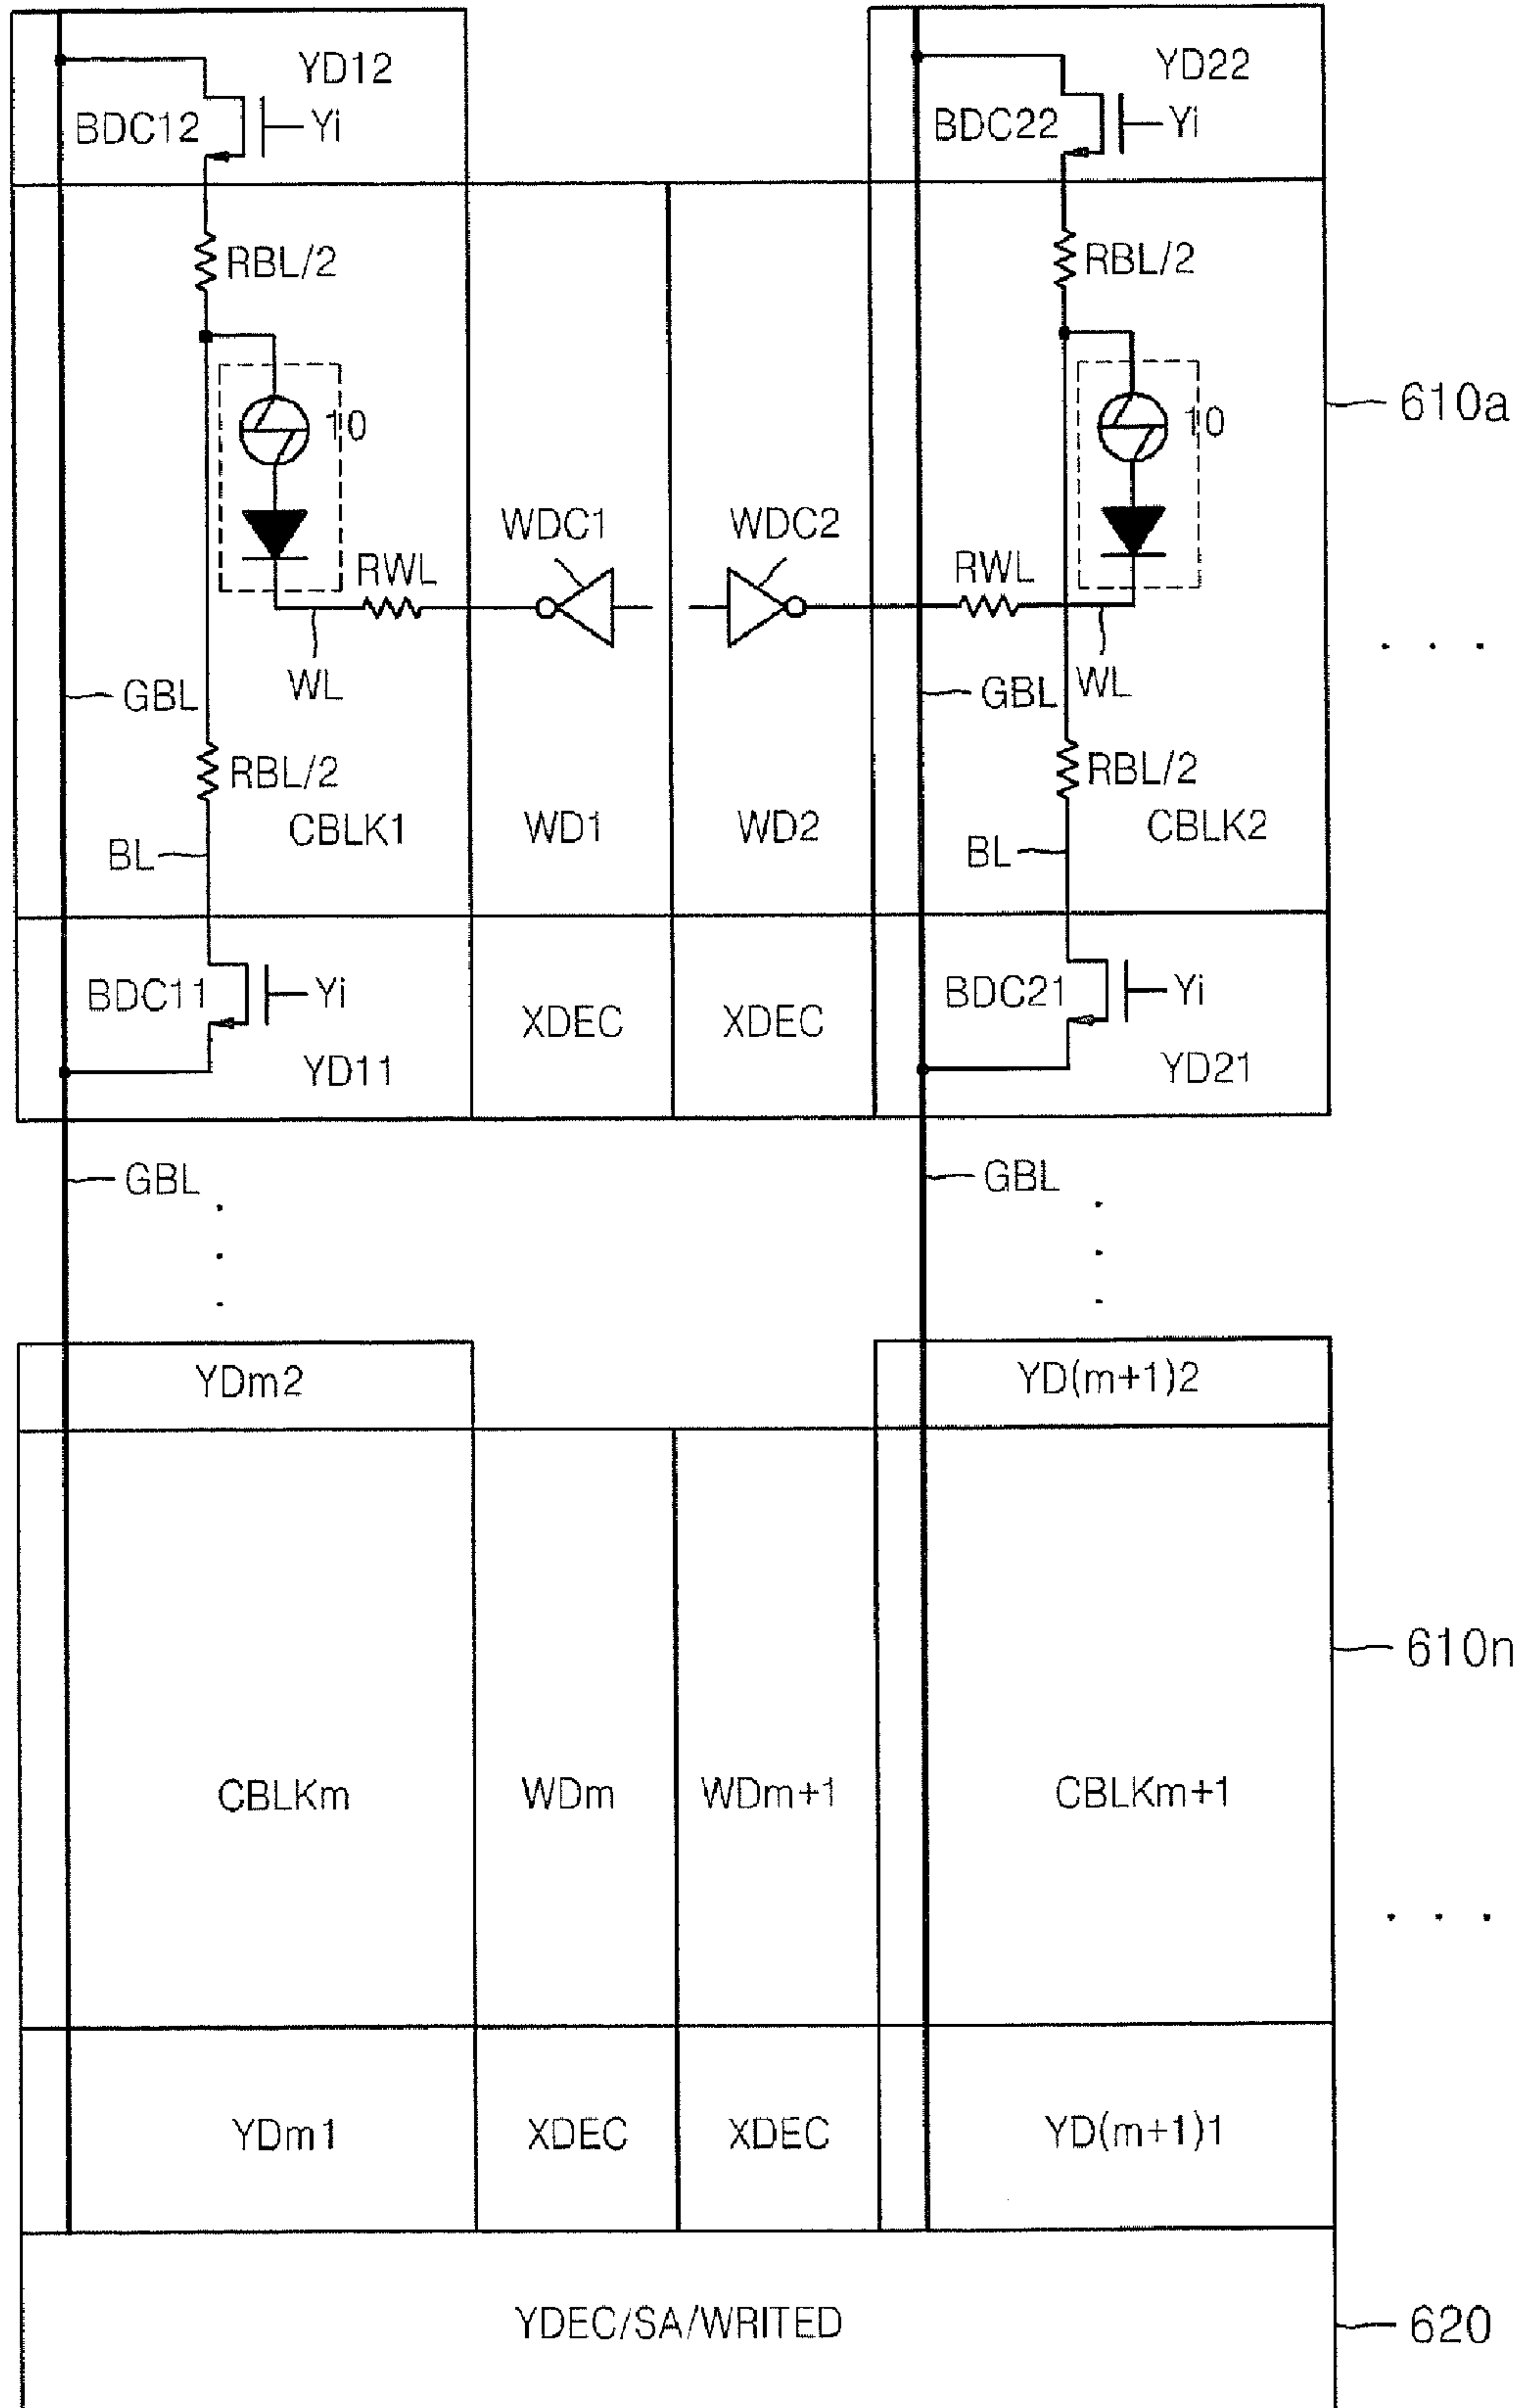 YD12
YD22
BDC12
Yi
BDC22
Yi
RBL/2
RBL/2
10
10
610a
WDC1
WDC2
RWL
RWL
WL
WL
GBL
GBL
RBL/2
RBL/2
CBLK1
WD1
WD2
CBLK2
BL
BL
BDC11
Yi
XDEC
XDEC
BDC21
Yi
YD11
YD21
GBL
GBL
YDm2
YD(m+1)2
610n
CBLKm
WDm
WDm+1
CBLKm+1
YDm1
XDEC
XDEC
YD(m+1)1
YDEC/SA/WRITED
620